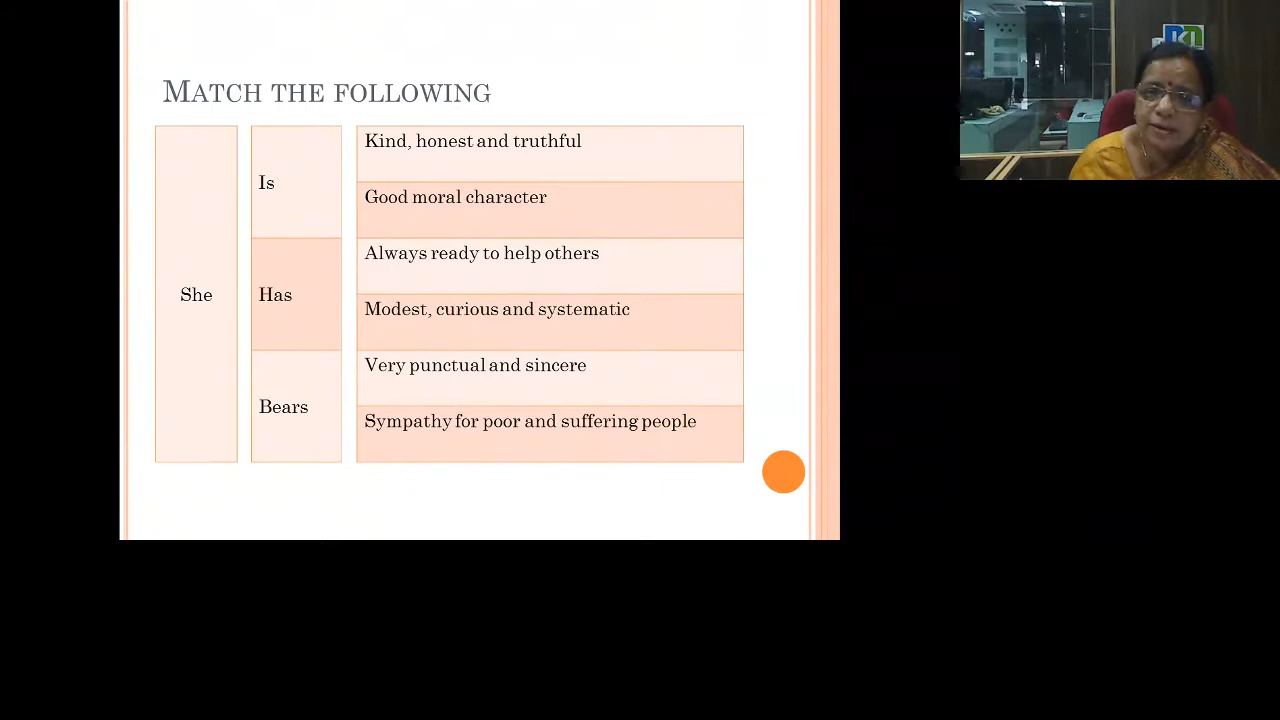 MATCH THE FOLLOWING
She
Is
Has
Bears
Kind, honest and truthful
Good moral character
Always ready to help others
Modest, curious and systematic
Very punctual and sincere
Sympathy for poor and suffering people